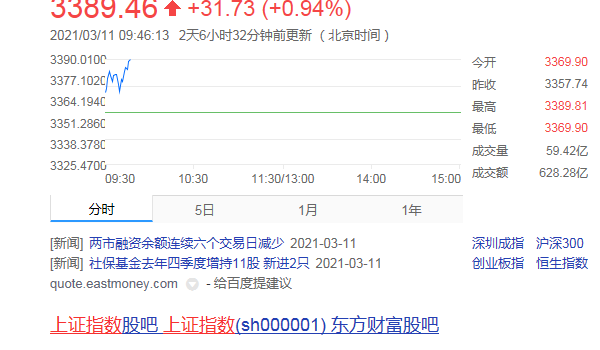 3389.46 +31.73 (+0.94%)
2021/03/11 09:46:13 2天6小时32分钟前更新 （北京时间）
3390.0100
3377.1020
3364.1940
3351.2860
3338.3780
3325.4700
09:30 10:30 11:30/13:00 14:00 15:00
今开 3369.90
昨收 3357.74
最高 3389.81
最低 3369.90
成交量 59.42亿
成交额 628.28亿
分时 5日 1月 1年
[新闻] 两市融资余额连续六个交易日减少 2021-03-11
[新闻] 社保基金去年四季度增持11股 新进2只 2021-03-11
深圳成指 沪深300
创业板指 恒生指数
quote.eastmoney.com - 给百度提建议
上证指数股吧 上证指数(sh000001) 东方财富股吧